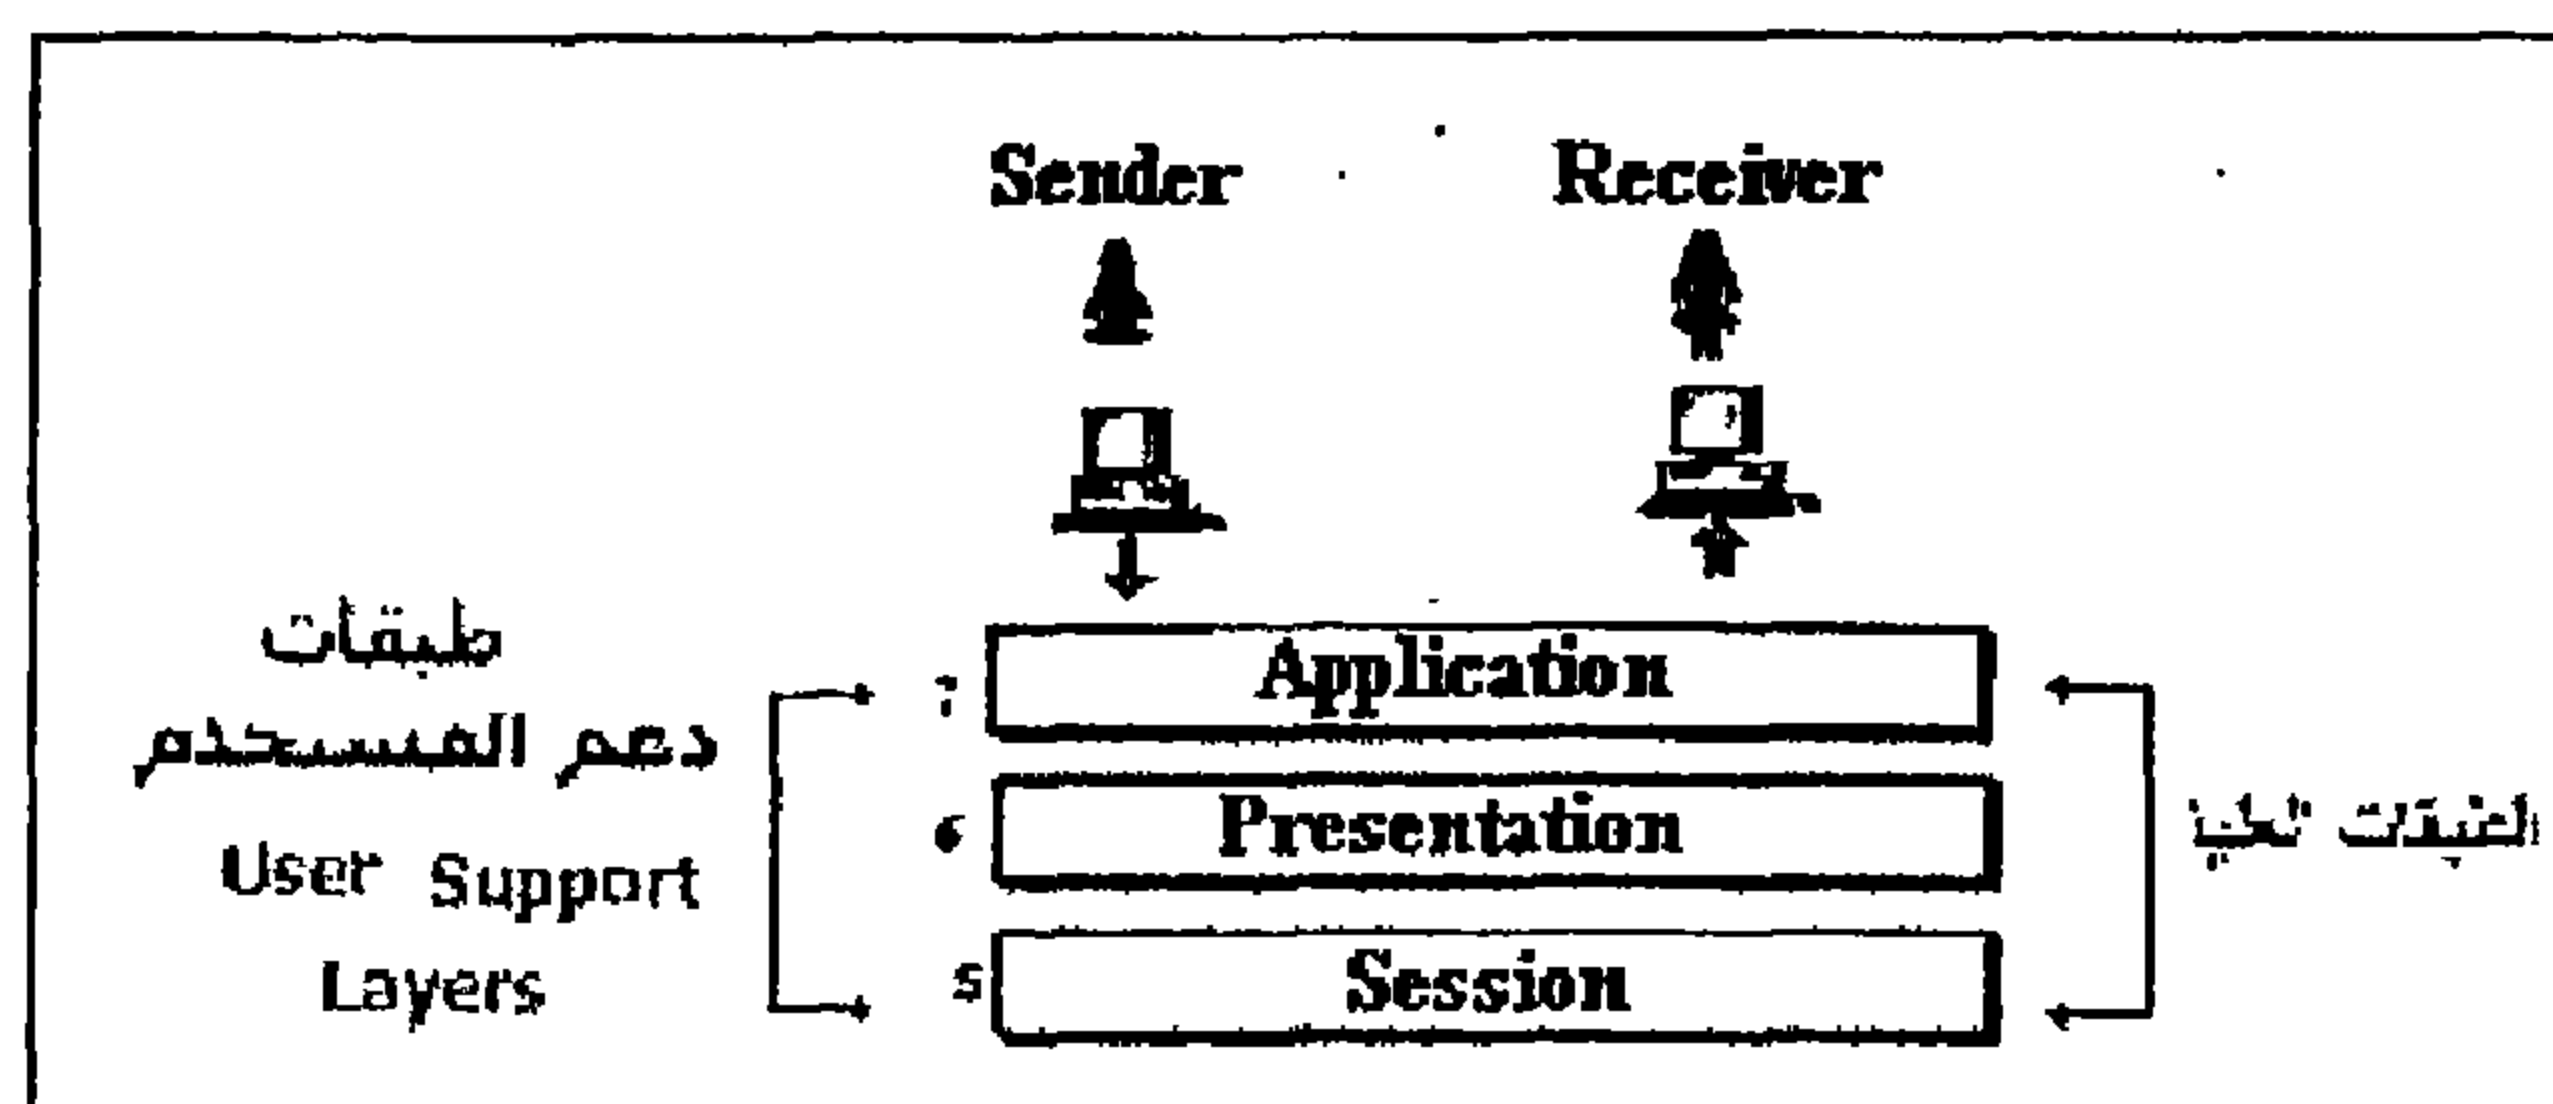 Sender
Receiver
طبقات
دعم المستخدم
User Support
Layers
7
Application
6
Presentation
5
Session
الطبقات العليا